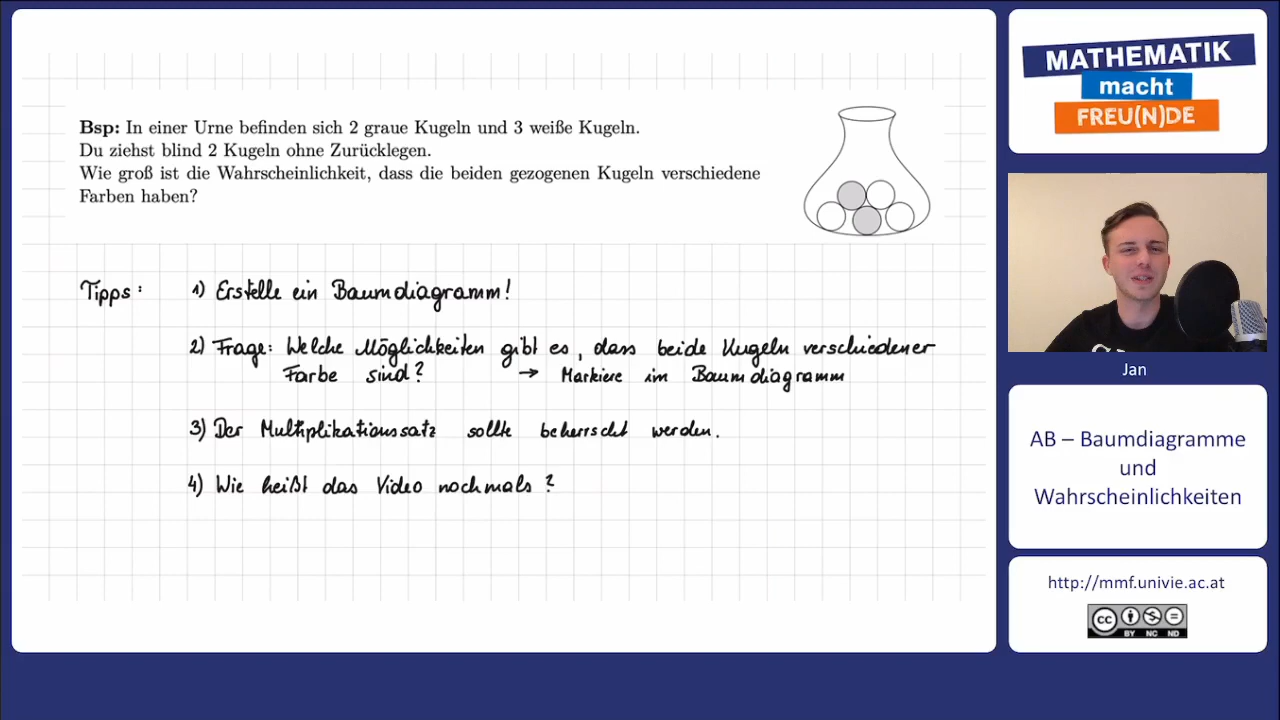 Bsp: In einer Urne befinden sich 2 graue Kugeln und 3 weiße Kugeln.
Du ziehst blind 2 Kugeln ohne Zurücklegen.
Wie groß ist die Wahrscheinlichkeit, dass die beiden gezogenen Kugeln verschiedene
Farben haben?
Tipps: 1) Erstelle ein Baumdiagramm!
2) Frage: Welche Möglichkeiten gibt es, dass beide Kugeln verschiedener
Farbe sind? → Markiere im Baumdiagramm
3) Der Multiplikationssatz sollte beherrscht werden.
4) Wie heißt das Video nochmals?
MATHEMATIK
macht
FREU(N)DE
Jan
AB – Baumdiagramme
und
Wahrscheinlichkeiten
http://mmf.univie.ac.at
CC
BY NC ND